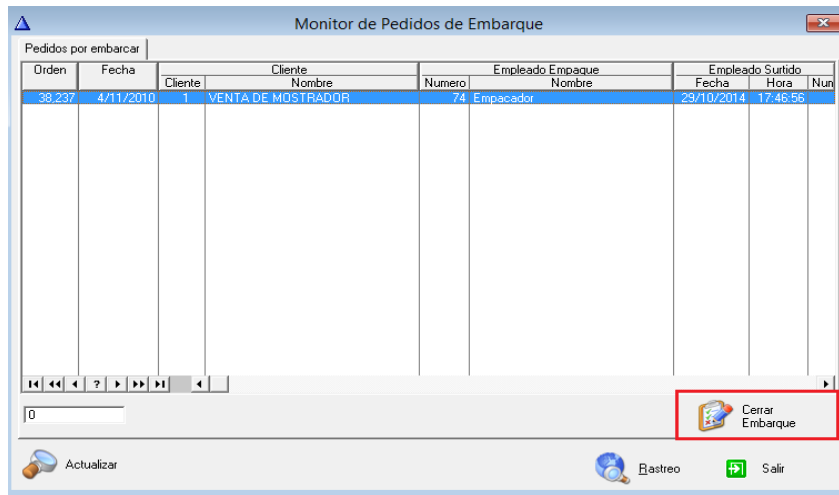 Monitor de Pedidos de Embarque
Pedidos por embarcar
Orden Fecha Cliente Empleado Empaque Empleado Surtido
Cliente Nombre Numero Nombre Fecha Hora Num
38,237 4/11/2010 1 VENTA DE MOSTRADOR 74 Empacador 29/10/2014 17:46:56
?
0
Cerrar
Embarque
Actualizar Rastreo Salir